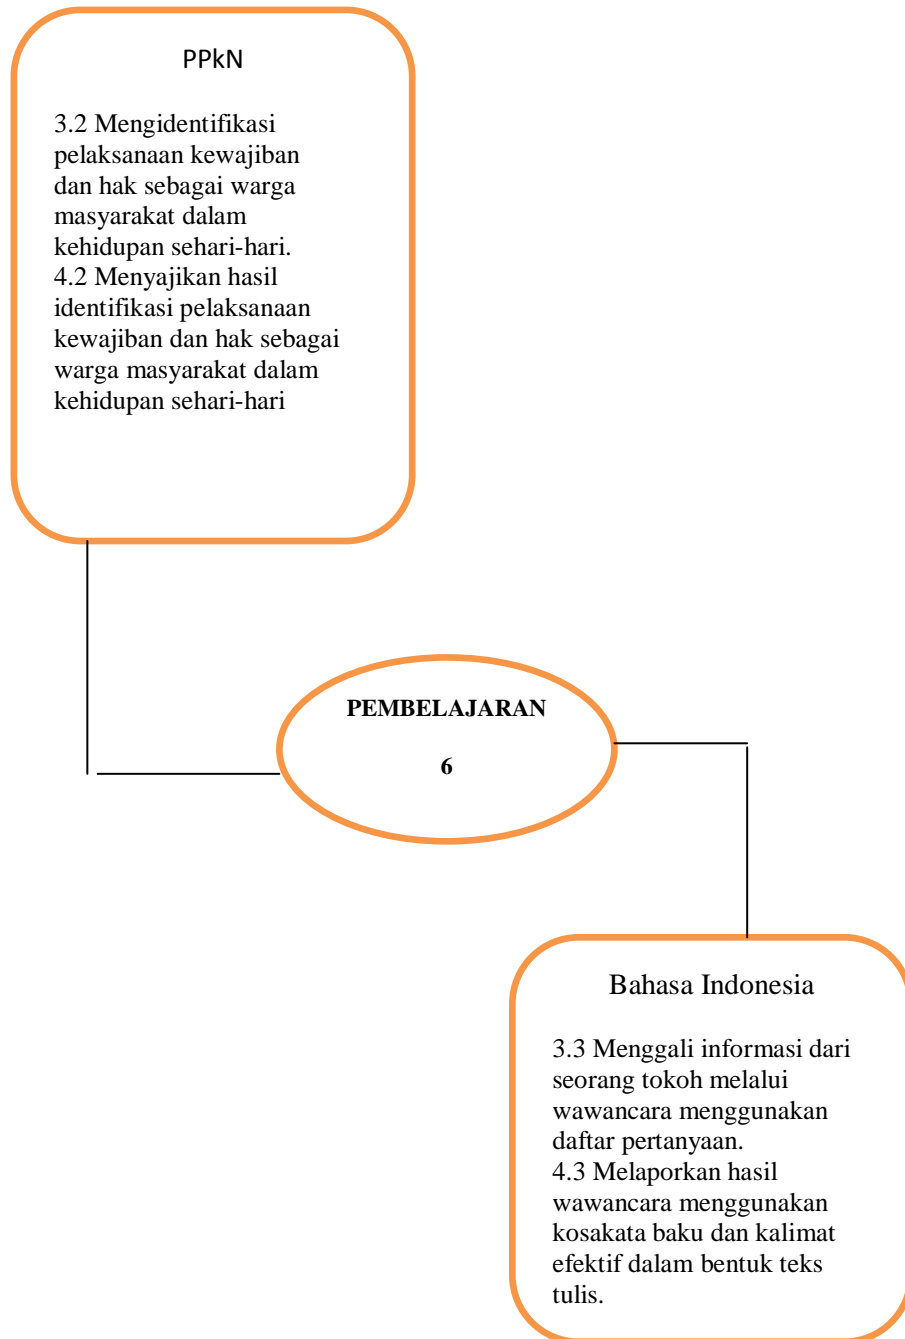 PPkN
3.2 Mengidentifikasi
pelaksanaan kewajiban
dan hak sebagai warga
masyarakat dalam
kehidupan sehari-hari.
4.2 Menyajikan hasil
identifikasi pelaksanaan
kewajiban dan hak sebagai
warga masyarakat dalam
kehidupan sehari-hari
PEMBELAJARAN
6
Bahasa Indonesia
3.3 Menggali informasi dari
seorang tokoh melalui
wawancara menggunakan
daftar pertanyaan.
4.3 Melaporkan hasil
wawancara menggunakan
kosakata baku dan kalimat
efektif dalam bentuk teks
tulis.